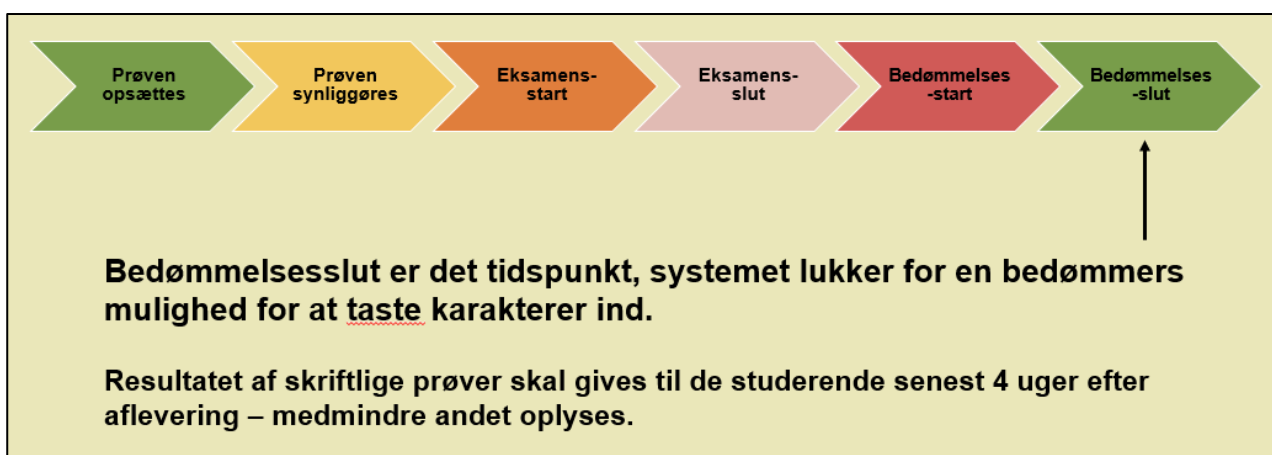 Prøven
opsættes
Prøven
synliggøres
Eksamens-
start
Eksamens-
slut
Bedømmelses
-start
Bedømmelses
-slut
Bedømmelsesslut er det tidspunkt, systemet lukker for en bedømmers
mulighed for at taste karakterer ind.
Resultatet af skriftlige prøver skal gives til de studerende senest 4 uger efter
aflevering – medmindre andet oplyses.